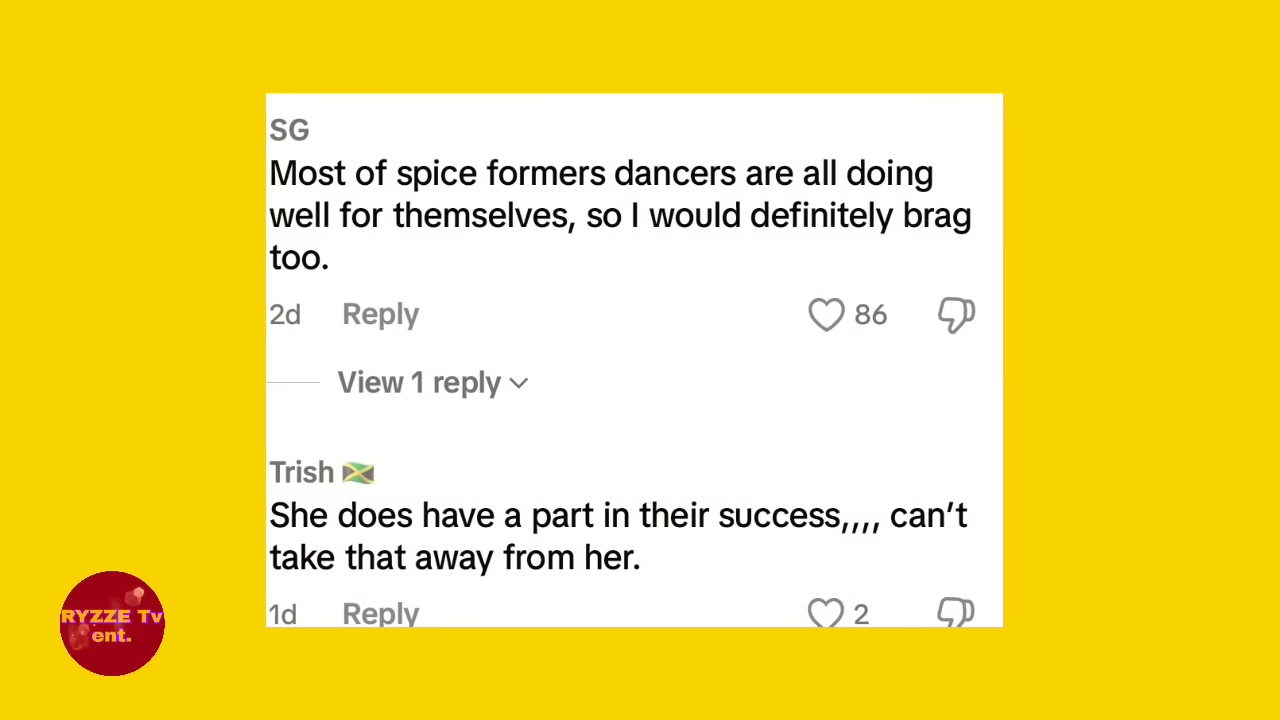 SG
Most of spice formers dancers are all doing
well for themselves, so I would definitely brag
too.
2d Reply 86
View 1 reply
Trish 🇯🇲
She does have a part in their success,,,, can't
take that away from her.
1d Reply 2
RYZZE Tv
ent.